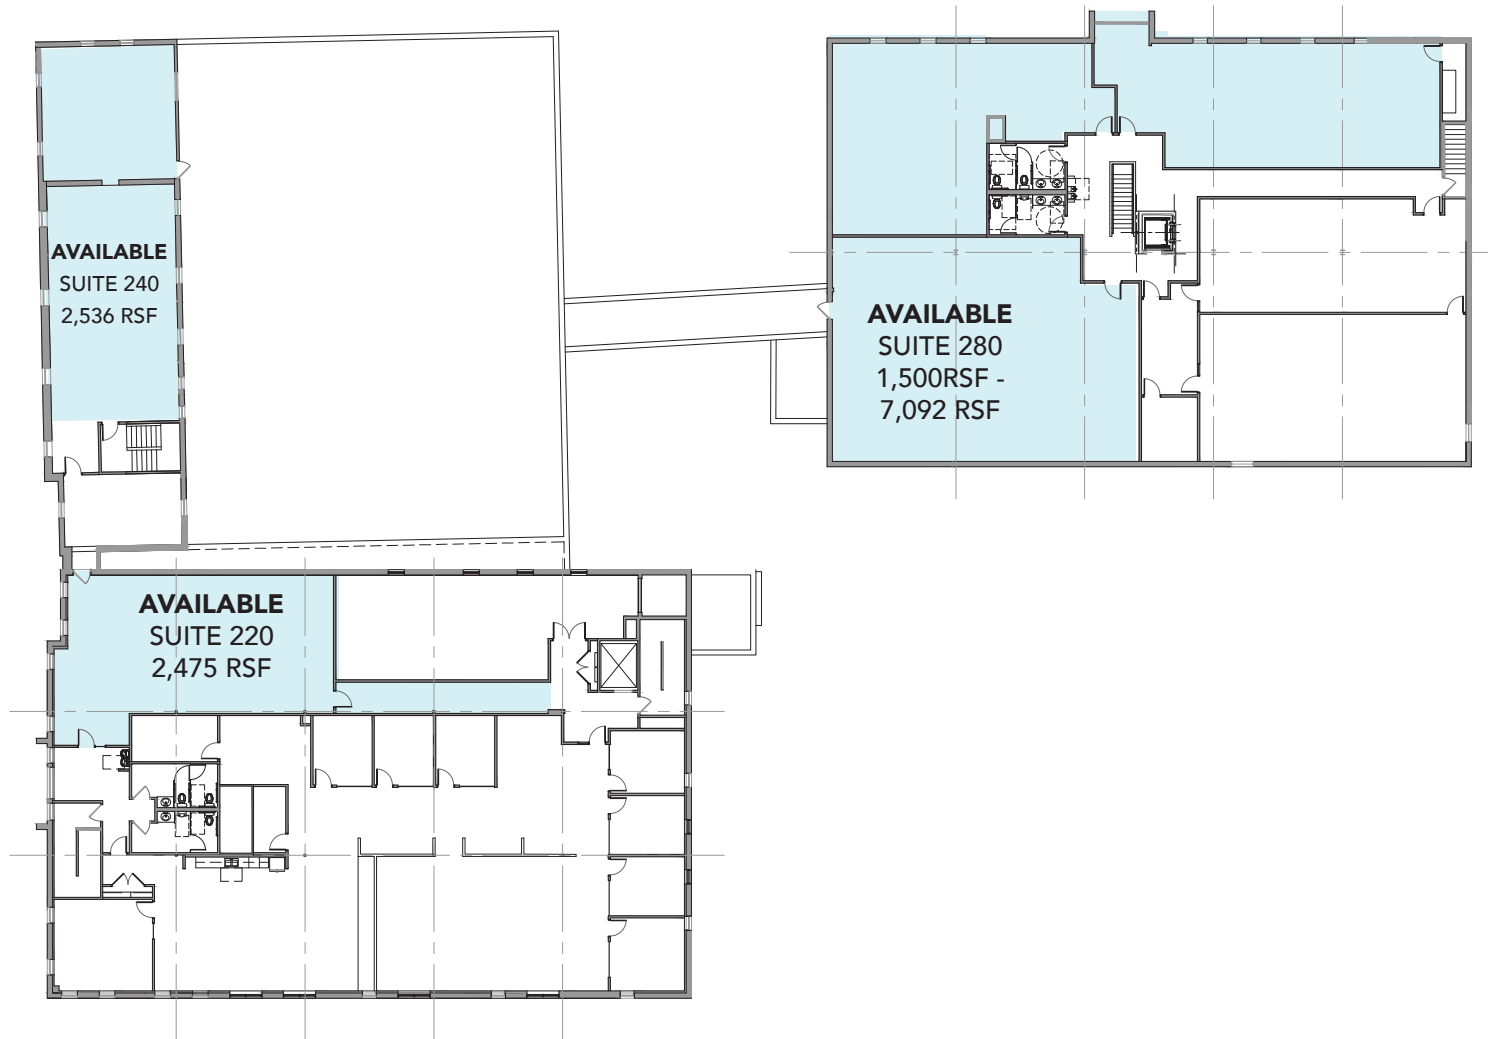 AVAILABLE
SUITE 240
2,536 RSF
AVAILABLE
SUITE 280
1,500RSF -
7,092 RSF
AVAILABLE
SUITE 220
2,475 RSF